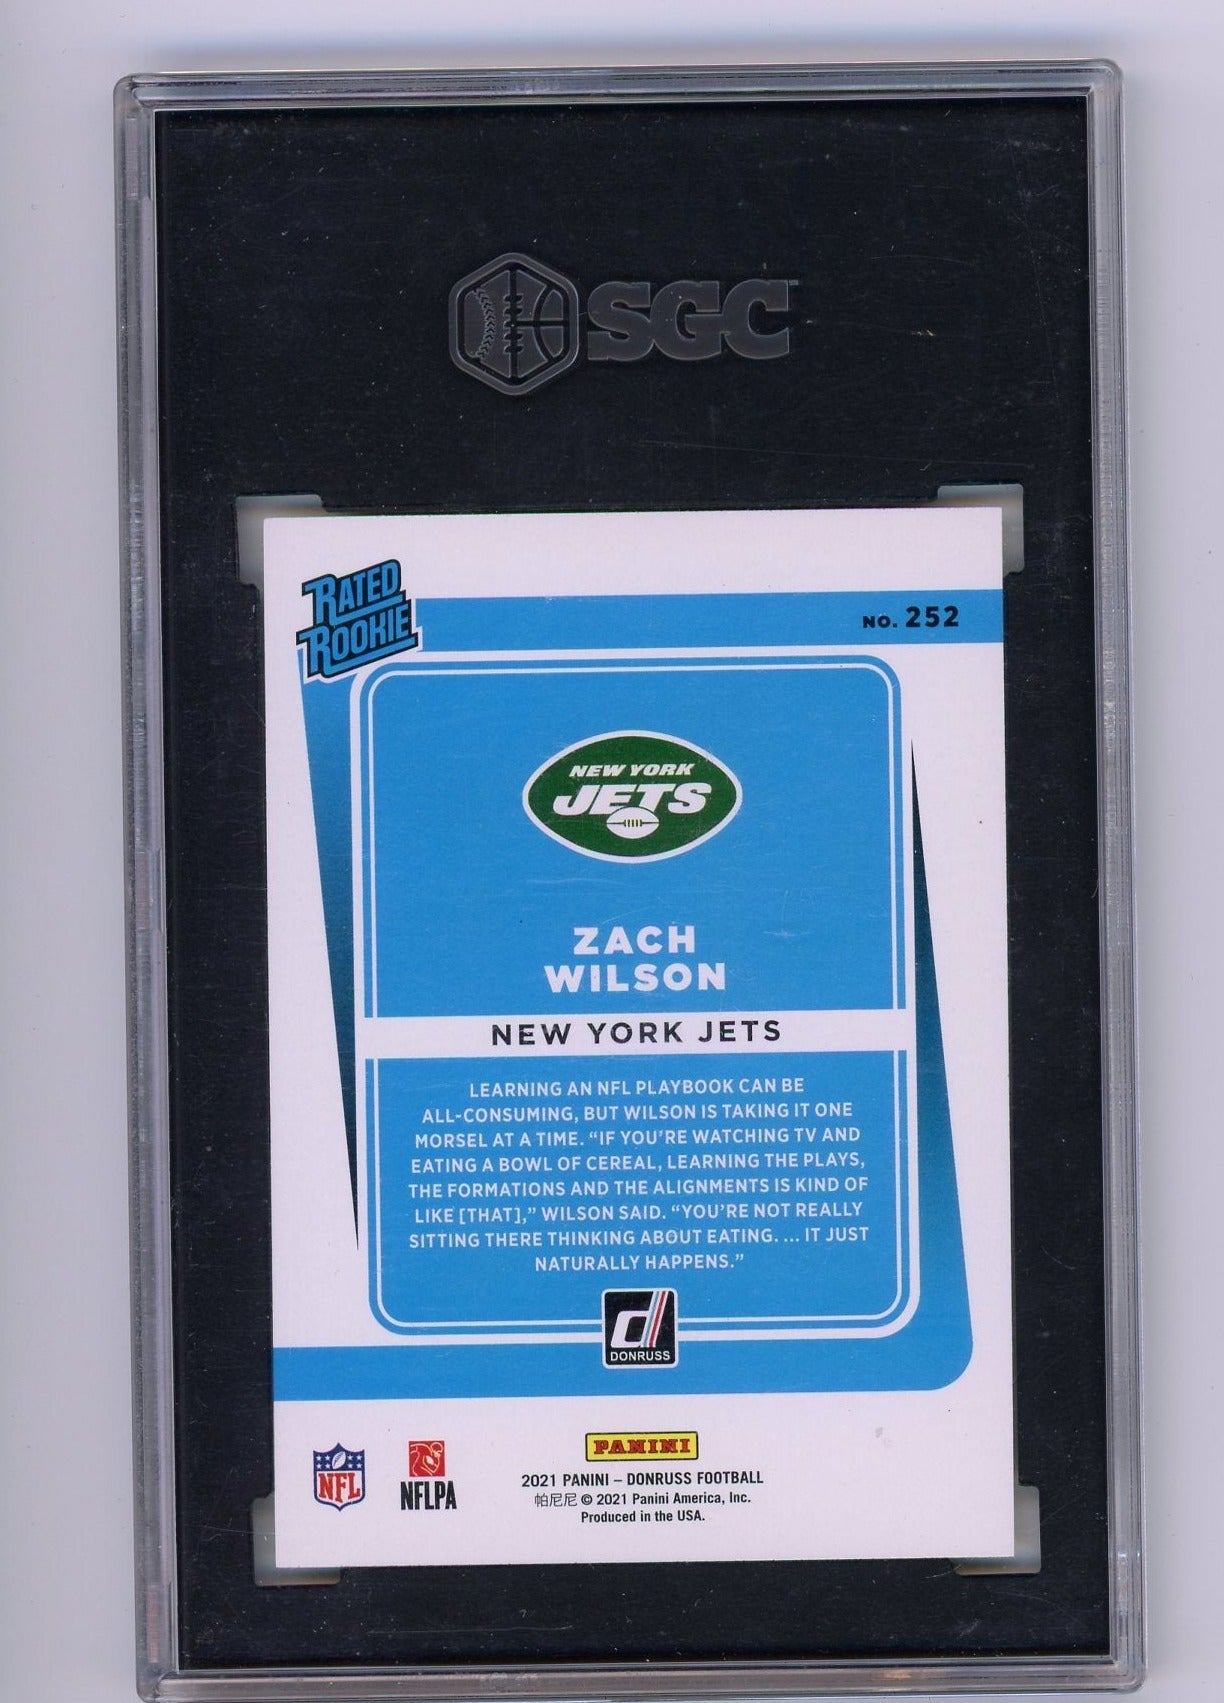 SGC
RATED
ROOKIE
NO. 252
NEW YORK
JETS
ZACH
WILSON
NEW YORK JETS
LEARNING AN NFL PLAYBOOK CAN BE
ALL-CONSUMING, BUT WILSON IS TAKING IT ONE
MORSEL AT A TIME. “IF YOU’RE WATCHING TV AND
EATING A BOWL OF CEREAL, LEARNING THE PLAYS,
THE FORMATIONS AND THE ALIGNMENTS IS KIND OF
LIKE [THAT],” WILSON SAID. “YOU’RE NOT REALLY
SITTING THERE THINKING ABOUT EATING. ... IT JUST
NATURALLY HAPPENS.”
d
DONRUSS
NFL
NFLPA
PANINI
2021 PANINI – DONRUSS FOOTBALL
帕尼尼 © 2021 Panini America, Inc.
Produced in the USA.